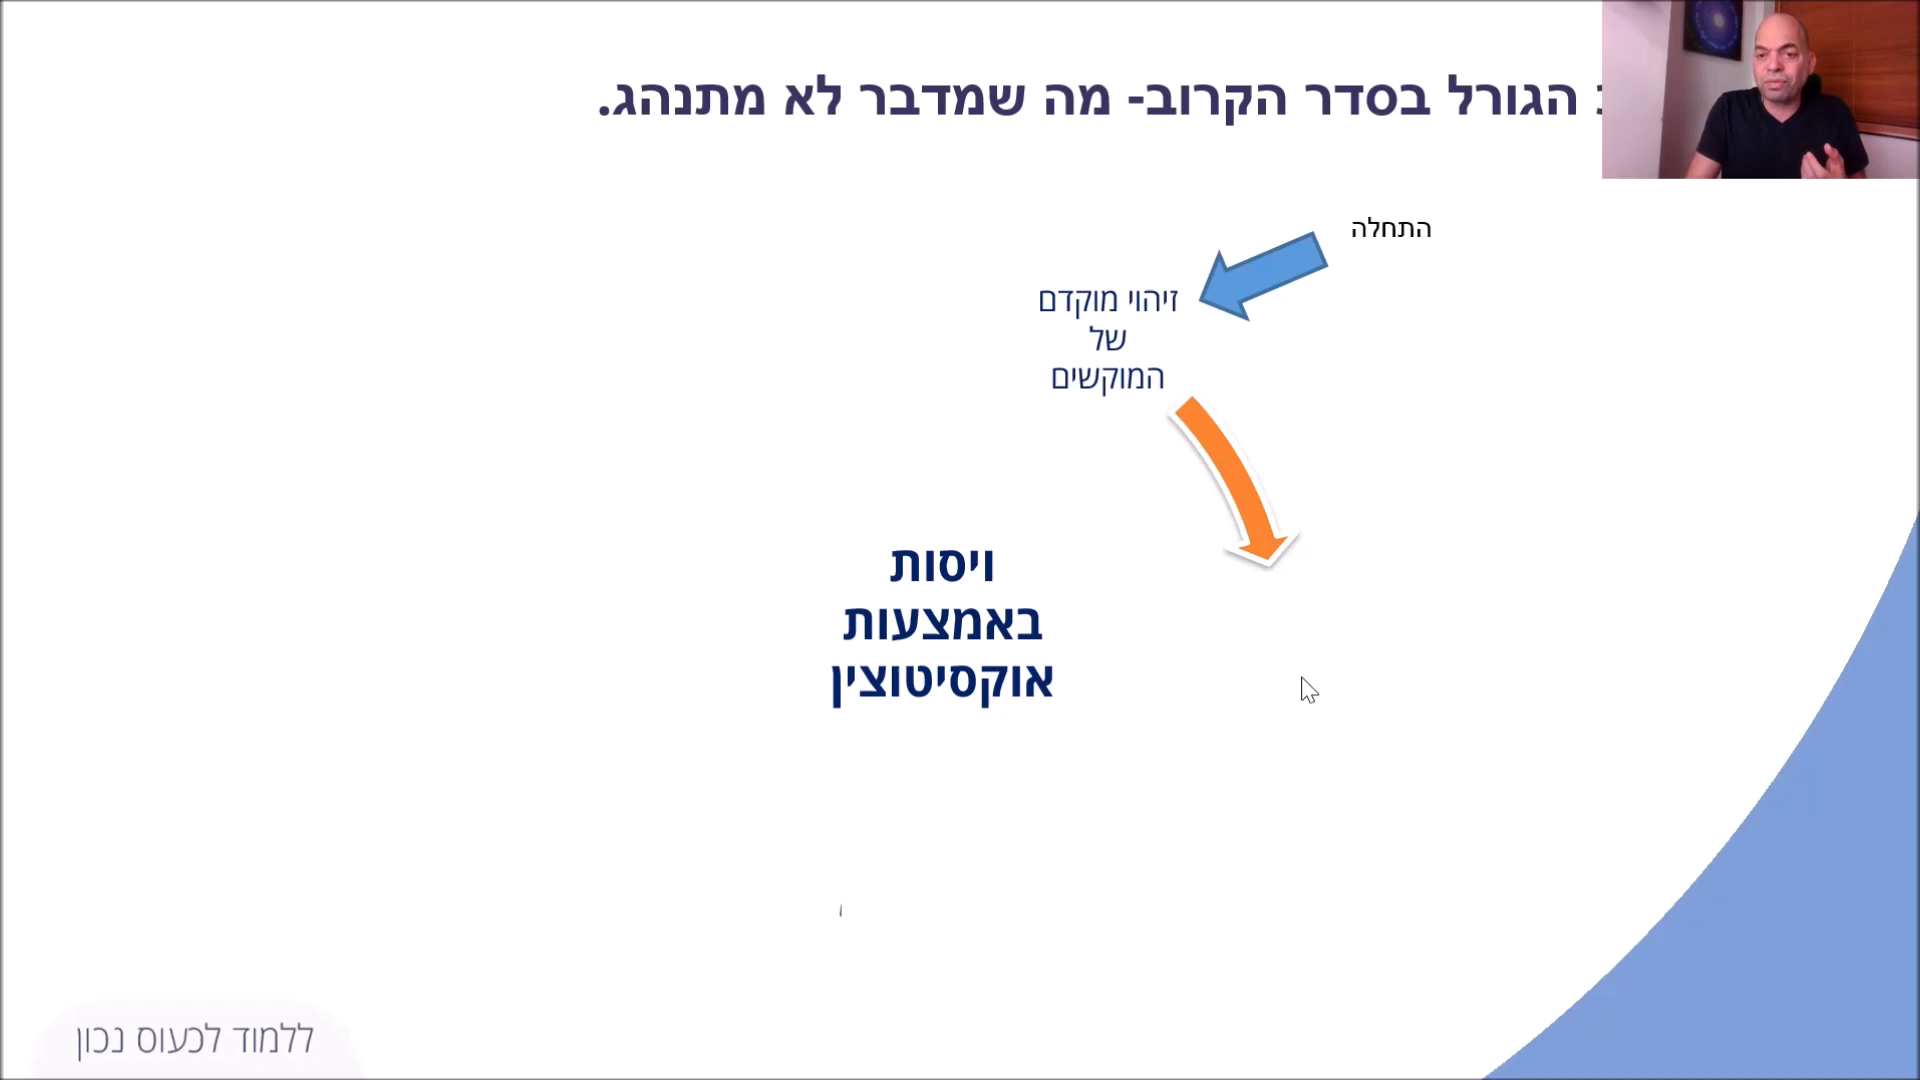 הגורל בסדר הקרוב- מה שמדבר לא מתנהג.
התחלה
זיהוי מוקדם
של
המוקשים
ויסות
באמצעות
אוקסיטוצין
ללמוד לכעוס נכון